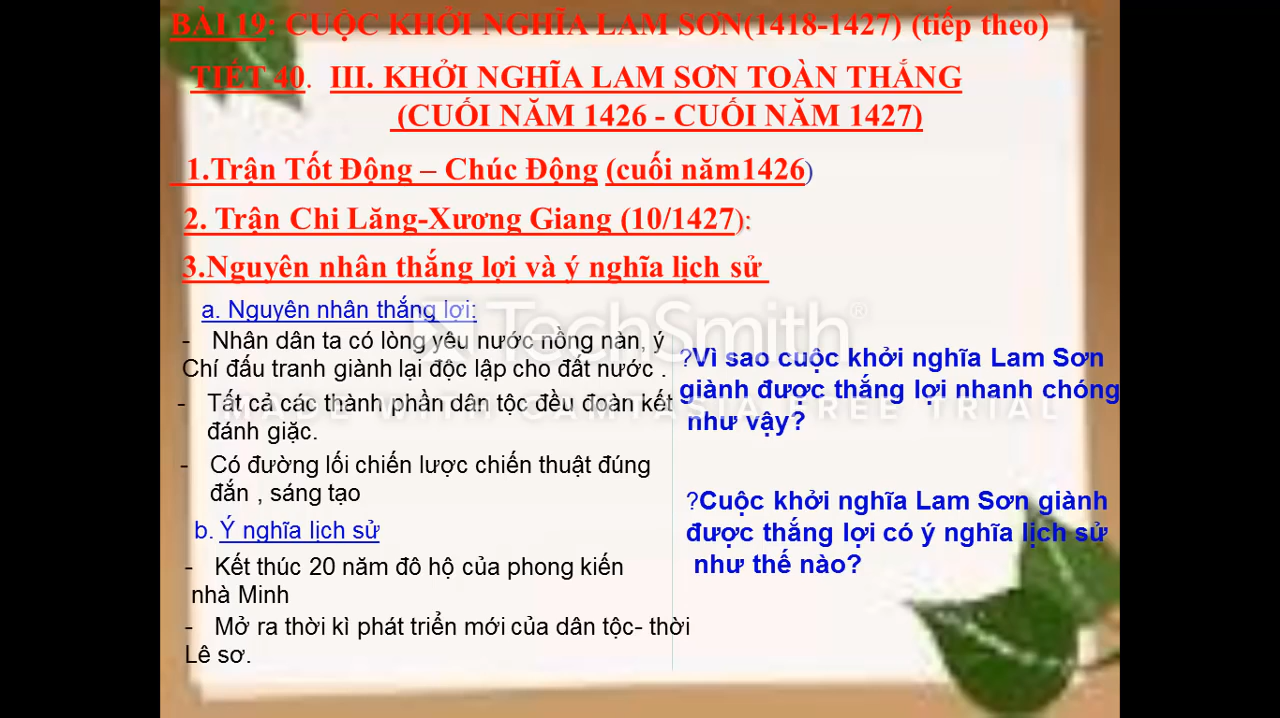 BÀI 19: CUỘC KHỞI NGHĨA LAM SƠN(1418-1427) (tiếp theo)
TIẾT 40. III. KHỞI NGHĨA LAM SƠN TOÀN THẮNG
(CUỐI NĂM 1426 - CUỐI NĂM 1427)
1.Trận Tốt Động – Chúc Động (cuối năm1426)
2. Trận Chi Lăng-Xương Giang (10/1427):
3.Nguyên nhân thắng lợi và ý nghĩa lịch sử
a. Nguyên nhân thắng lợi:
- Nhân dân ta có lòng yêu nước nồng nàn, ý
Chí đấu tranh giành lại độc lập cho đất nước .
- Tất cả các thành phần dân tộc đều đoàn kết
đánh giặc.
- Có đường lối chiến lược chiến thuật đúng
đắn , sáng tạo
b. Ý nghĩa lịch sử
- Kết thúc 20 năm đô hộ của phong kiến
nhà Minh
- Mở ra thời kì phát triển mới của dân tộc- thời
Lê sơ.
?Vì sao cuộc khởi nghĩa Lam Sơn
giành được thắng lợi nhanh chóng
như vậy?
?Cuộc khởi nghĩa Lam Sơn giành
được thắng lợi có ý nghĩa lịch sử
như thế nào?
TechSmith®
MADE WITH CAMTASIA FREE TRIAL